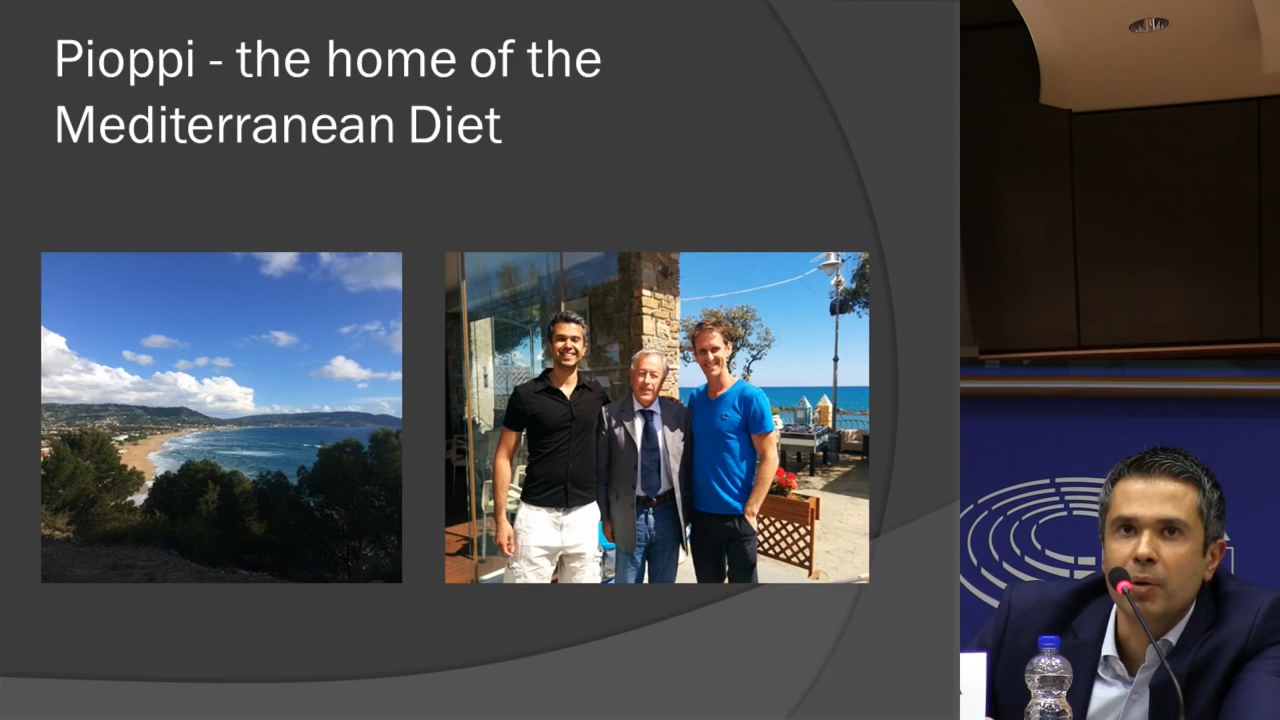 Pioppi - the home of the
Mediterranean Diet